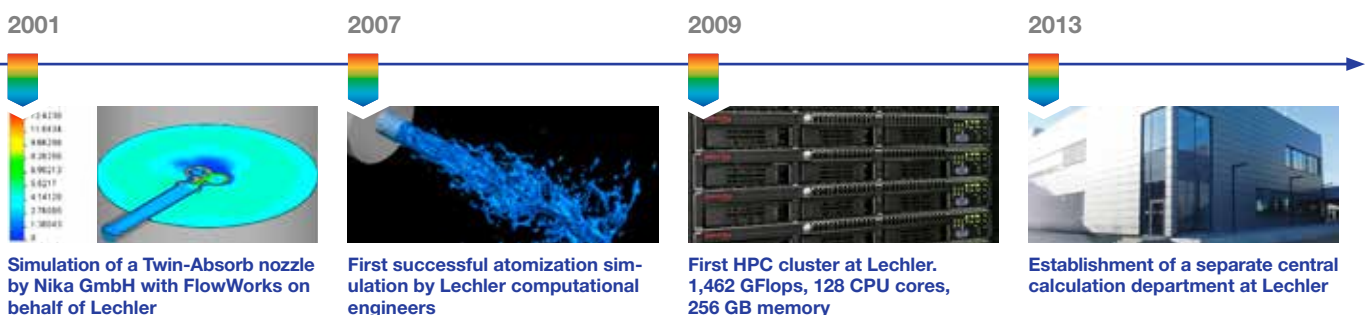 2001
2007
2009
2013
Simulation of a Twin-Absorb nozzle
by Nika GmbH with FlowWorks on
behalf of Lechler
First successful atomization sim-
ulation by Lechler computational
engineers
First HPC cluster at Lechler.
1,462 GFlops, 128 CPU cores,
256 GB memory
Establishment of a separate central
calculation department at Lechler